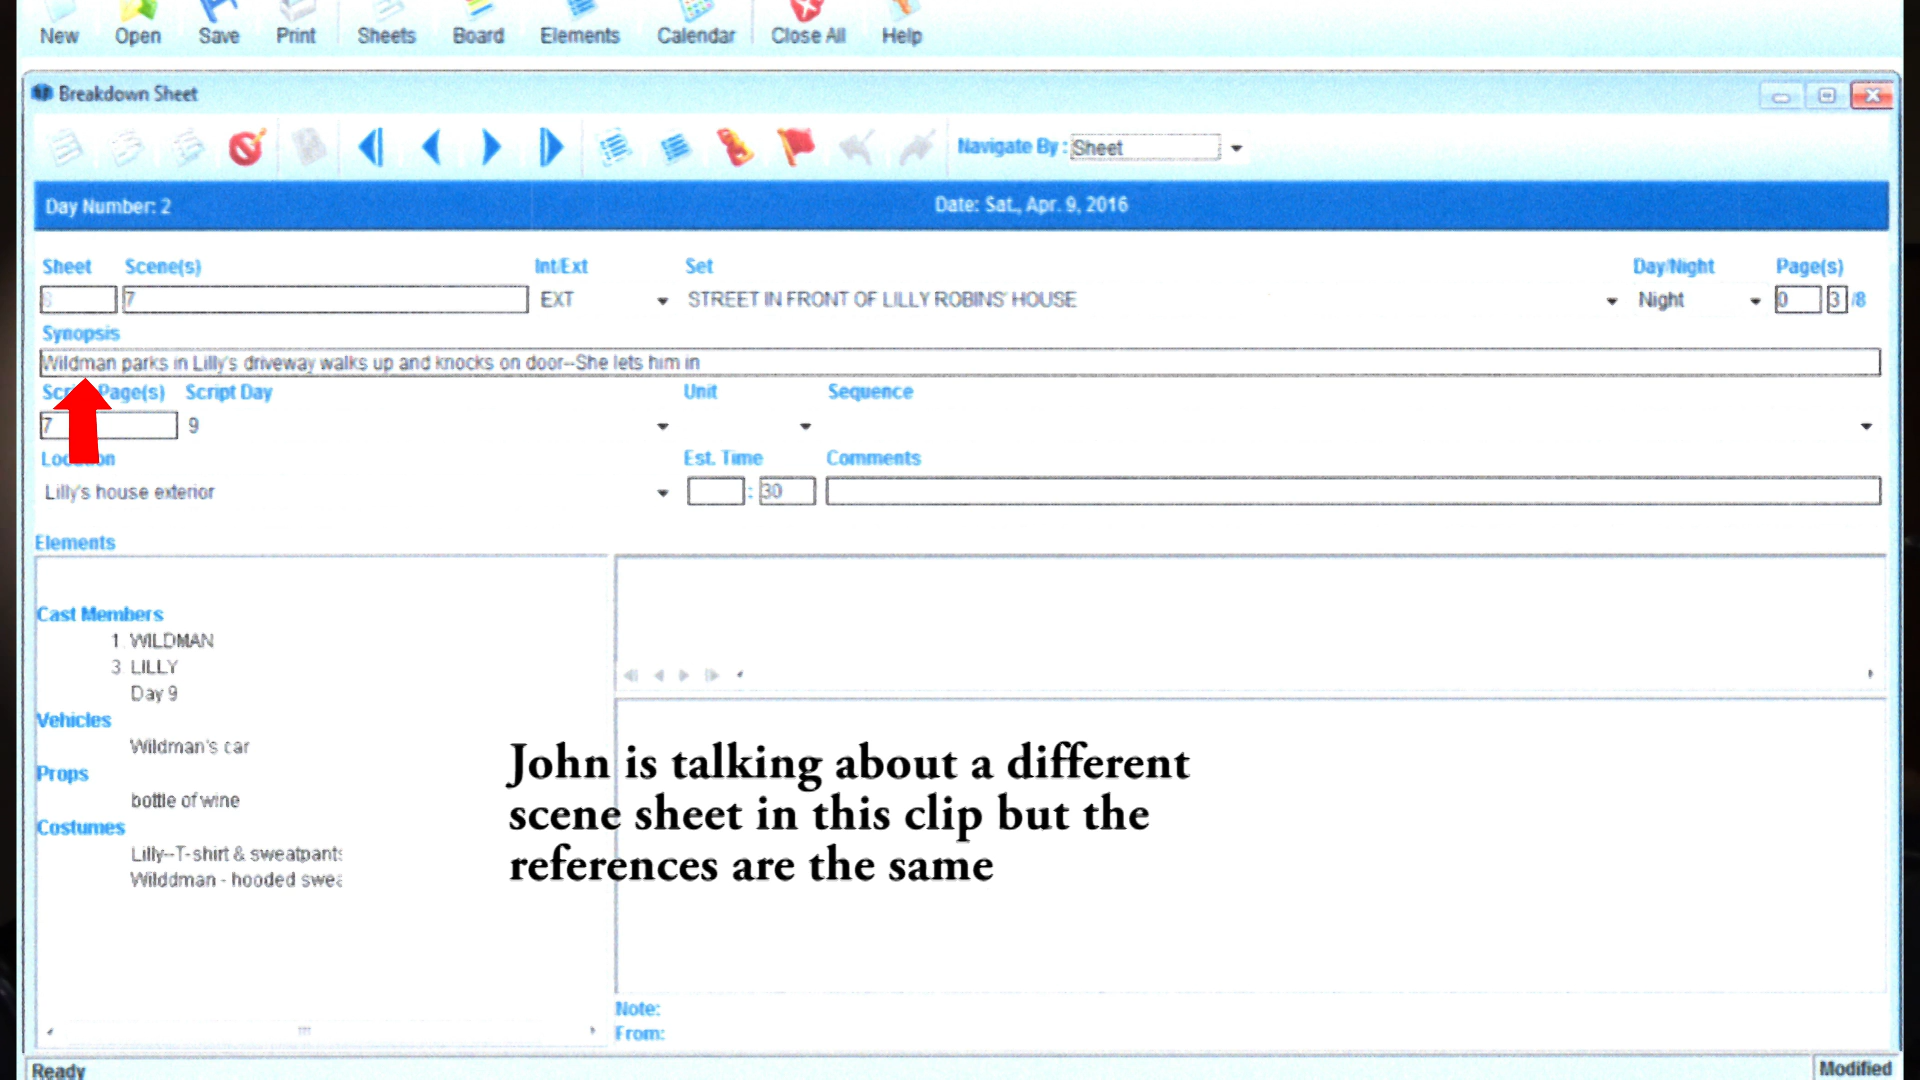 New Open Save Print Sheets Board Elements Calendar Close All Help
Breakdown Sheet
Navigate By : Sheet
Day Number: 2 Date: Sat., Apr. 9, 2016
Sheet Scene(s) Int/Ext Set Day/Night Page(s)
7 EXT STREET IN FRONT OF LILLY ROBINS' HOUSE Night 0 3 /8
Synopsis
Wildman parks in Lilly's driveway walks up and knocks on door--She lets him in
Page(s) Script Day Unit Sequence
7 9
Est. Time Comments
Lilly's house exterior : 30
Elements
Cast Members
1 WILDMAN
3 LILLY
Day 9
Vehicles
Wildman's car
Props
bottle of wine
Costumes
Lilly--T-shirt & sweatpants
Wilddman - hooded swea
John is talking about a different
scene sheet in this clip but the
references are the same
Note:
From:
Ready Modified